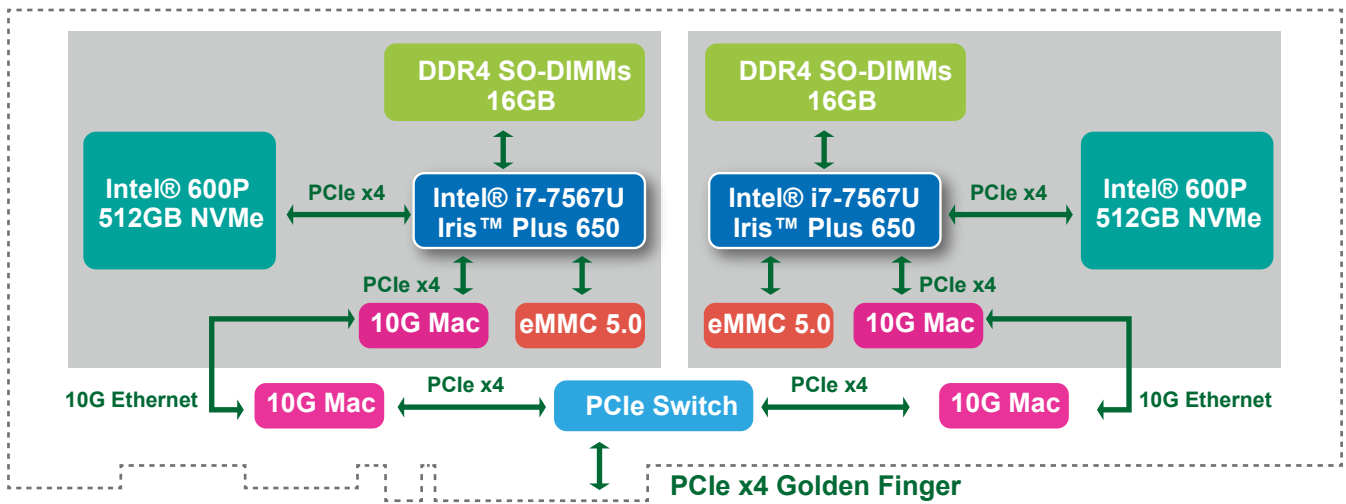 DDR4 SO-DIMMs
16GB
DDR4 SO-DIMMs
16GB
Intel® 600P
512GB NVMe
PCIe x4
Intel® i7-7567U
Iris™ Plus 650
Intel® i7-7567U
Iris™ Plus 650
PCIe x4
Intel® 600P
512GB NVMe
PCIe x4
10G Mac
eMMC 5.0
eMMC 5.0
PCIe x4
10G Mac
10G Ethernet
10G Mac
PCIe x4
PCIe Switch
PCIe x4
10G Mac
10G Ethernet
PCIe x4 Golden Finger